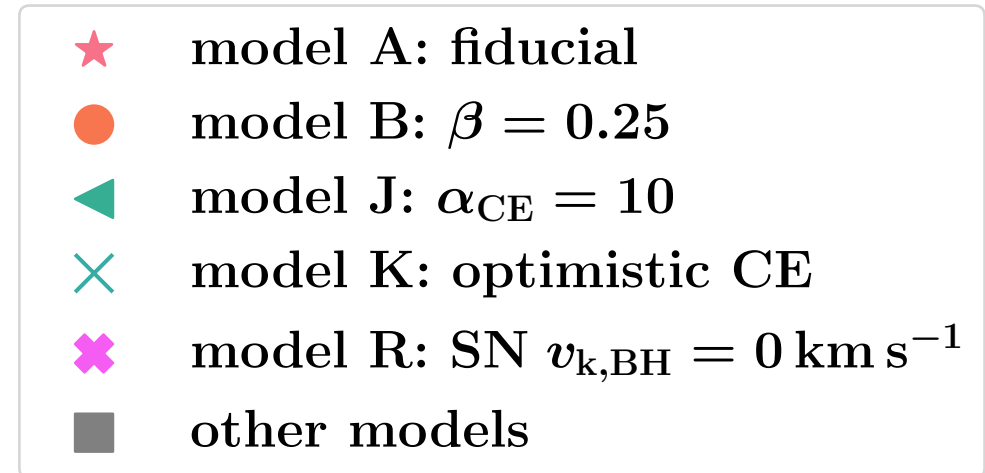 model A: fiducial
model B: β = 0.25
model J: α_CE = 10
model K: optimistic CE
model R: SN v_k,BH = 0 km s⁻¹
other models